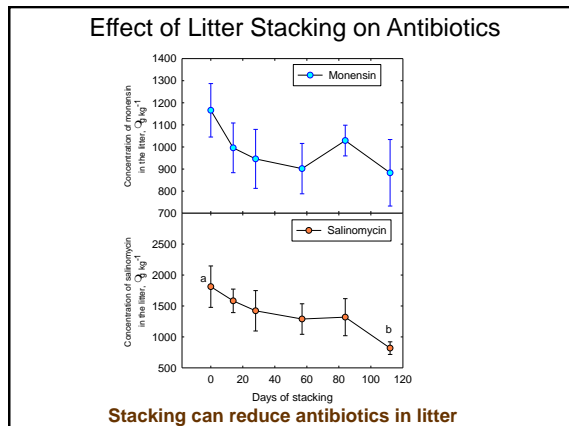 Effect of Litter Stacking on Antibiotics
Monensin
Concentration of monensin
in the litter, g kg-1
1400
1300
1200
1100
1000
900
800
700
Salinomycin
Concentration of salinomycin
in the litter, g kg-1
2500
2000
1500
1000
500
a
b
0 20 40 60 80 100 120
Days of stacking
Stacking can reduce antibiotics in litter